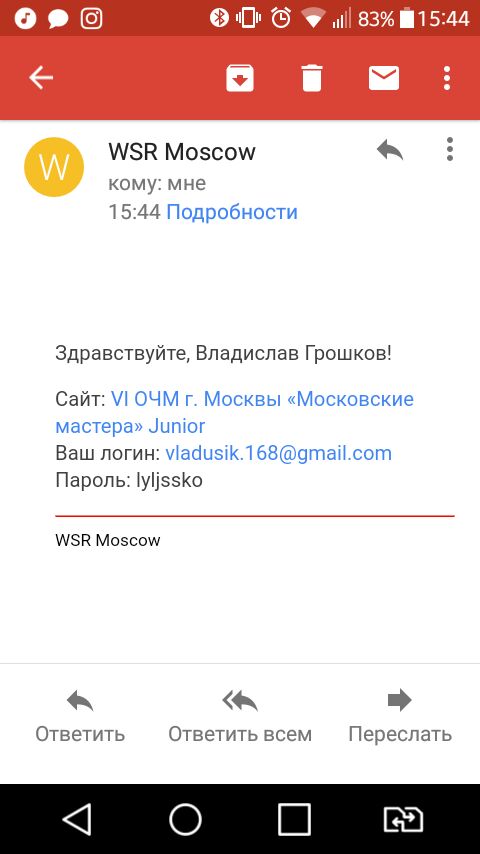 83% 15:44
W
WSR Moscow
кому: мне
15:44 Подробности
Здравствуйте, Владислав Грошков!
Сайт: VI ОЧМ г. Москвы «Московские
мастера» Junior
Ваш логин: vladusik.168@gmail.com
Пароль: lyljssko
WSR Moscow
Ответить Ответить всем Переслать